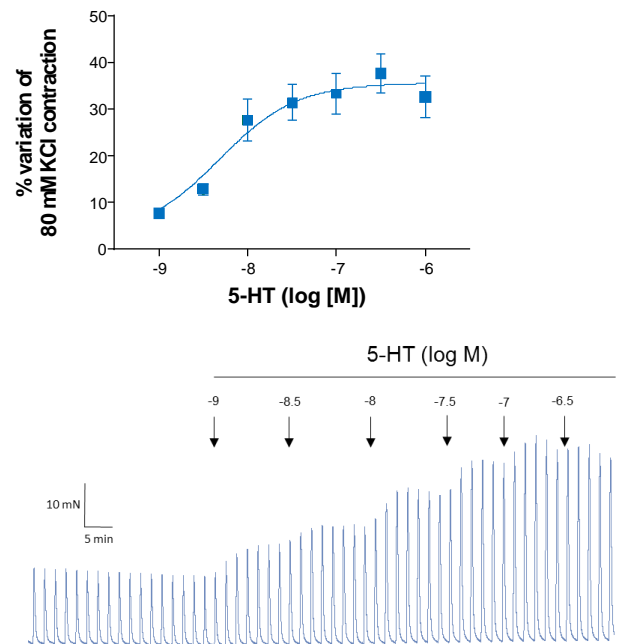 50
40
30
20
10
0
% variation of
80 mM KCl contraction
-9
-8
-7
-6
5-HT (log [M])
5-HT (log M)
-9
-8.5
-8
-7.5
-7
-6.5
10 mN
5 min